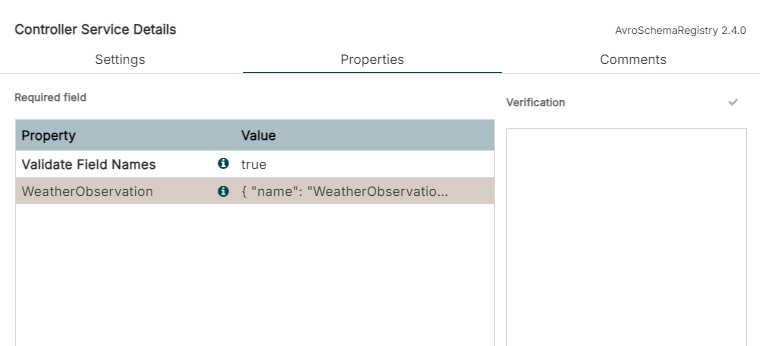 Controller Service Details
AvroSchemaRegistry 2.4.0
Settings
Properties
Comments
Required field
Verification
Property Value
Validate Field Names true
WeatherObservation { "name": "WeatherObservatio...